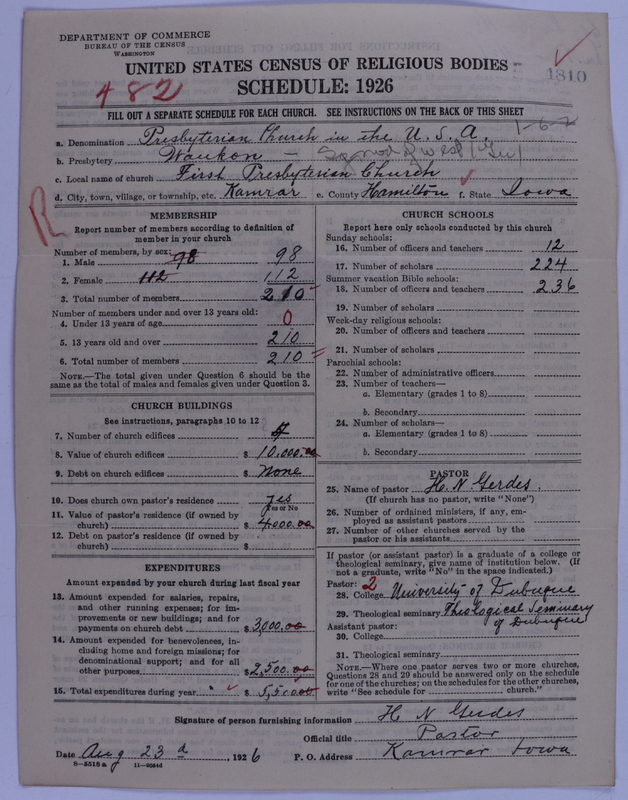 DEPARTMENT OF COMMERCE
BUREAU OF THE CENSUS
WASHINGTON
UNITED STATES CENSUS OF RELIGIOUS BODIES
1810
482
SCHEDULE: 1926
FILL OUT A SEPARATE SCHEDULE FOR EACH CHURCH. SEE INSTRUCTIONS ON THE BACK OF THIS SHEET
1-6-2
a. Denomination Presbyterian Church in the U. S. A.
b. Presbytery Waukon - Synod of West (Ger)
c. Local name of church First Presbyterian Church
d. City, town, village, or township, etc. Kamrar e. County Hamilton f. State Iowa
R
MEMBERSHIP
Report number of members according to definition of member in your church
Number of members, by sex:
1. Male 98 98
2. Female 112 112
3. Total number of members 210
Number of members under and over 13 years old:
4. Under 13 years of age 0
5. 13 years old and over 210
6. Total number of members 210
NOTE.—The total given under Question 6 should be the same as the total of males and females given under Question 3.
CHURCH BUILDINGS
See instructions, paragraphs 10 to 12
7. Number of church edifices
8. Value of church edifices $ 10,000.00
9. Debt on church edifices $ None
10. Does church own pastor's residence yes
Yes or No
11. Value of pastor's residence (if owned by church) $ 4000.00
12. Debt on pastor's residence (if owned by church) $
EXPENDITURES
Amount expended by your church during last fiscal year
13. Amount expended for salaries, repairs, and other running expenses; for improvements or new buildings; and for payments on church debt $ 3,000.00
14. Amount expended for benevolences, including home and foreign missions; for denominational support; and for all other purposes $ 2,500.00
15. Total expenditures during year $ 5,500.00
CHURCH SCHOOLS
Report here only schools conducted by this church
Sunday schools:
16. Number of officers and teachers 12
17. Number of scholars 224
Summer vacation Bible schools:
18. Number of officers and teachers 236
19. Number of scholars
Week-day religious schools:
20. Number of officers and teachers
21. Number of scholars
Parochial schools:
22. Number of administrative officers
23. Number of teachers—
a. Elementary (grades 1 to 8)
b. Secondary
24. Number of scholars—
a. Elementary (grades 1 to 8)
b. Secondary
PASTOR
25. Name of pastor H. N. Gerdes.
(If church has no pastor, write "None")
26. Number of ordained ministers, if any, employed as assistant pastors
27. Number of other churches served by the pastor or his assistants
If pastor (or assistant pastor) is a graduate of a college or theological seminary, give name of institution below. (If not a graduate, write "No" in the space indicated.)
Pastor: 2
28. College University of Dubuque
29. Theological seminary Theological Seminary of Dubuque
Assistant pastor:
30. College
31. Theological seminary
NOTE.—Where one pastor serves two or more churches, Questions 28 and 29 should be answered only on the schedule for one of the churches; on the schedules for the other churches, write "See schedule for church."
Signature of person furnishing information H N Gerdes
Official title Pastor
Date Aug 23 d, 1926 P. O. Address Kamrar Iowa
8-5518 a